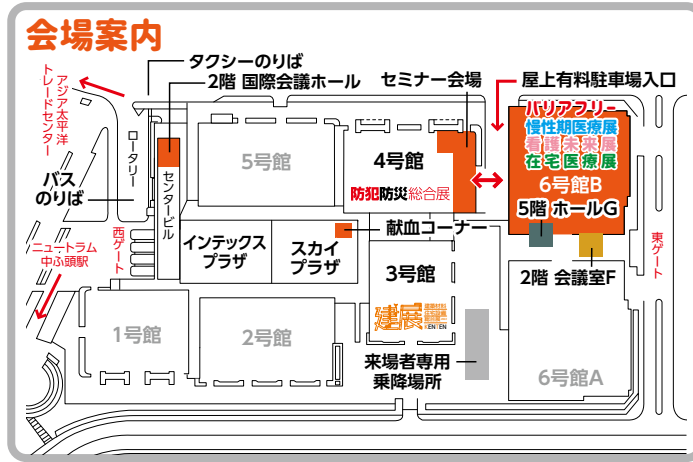 会場案内
タクシーのりば
2階 国際会議ホール
セミナー会場
屋上有料駐車場入口
アジア太平洋
トレードセンター
ロータリー
バス
のりば
センタービル
5号館
4号館
防犯防災総合展
バリアフリー
慢性期医療展
看護未来展
在宅医療展
6号館B
5階 ホールG
西ゲート
インテックス
プラザ
スカイ
プラザ
献血コーナー
東ゲート
ニュートラム
中ふ頭駅
3号館
2階 会議室F
建展
KENTEN
1号館
2号館
来場者専用
乗降場所
6号館A